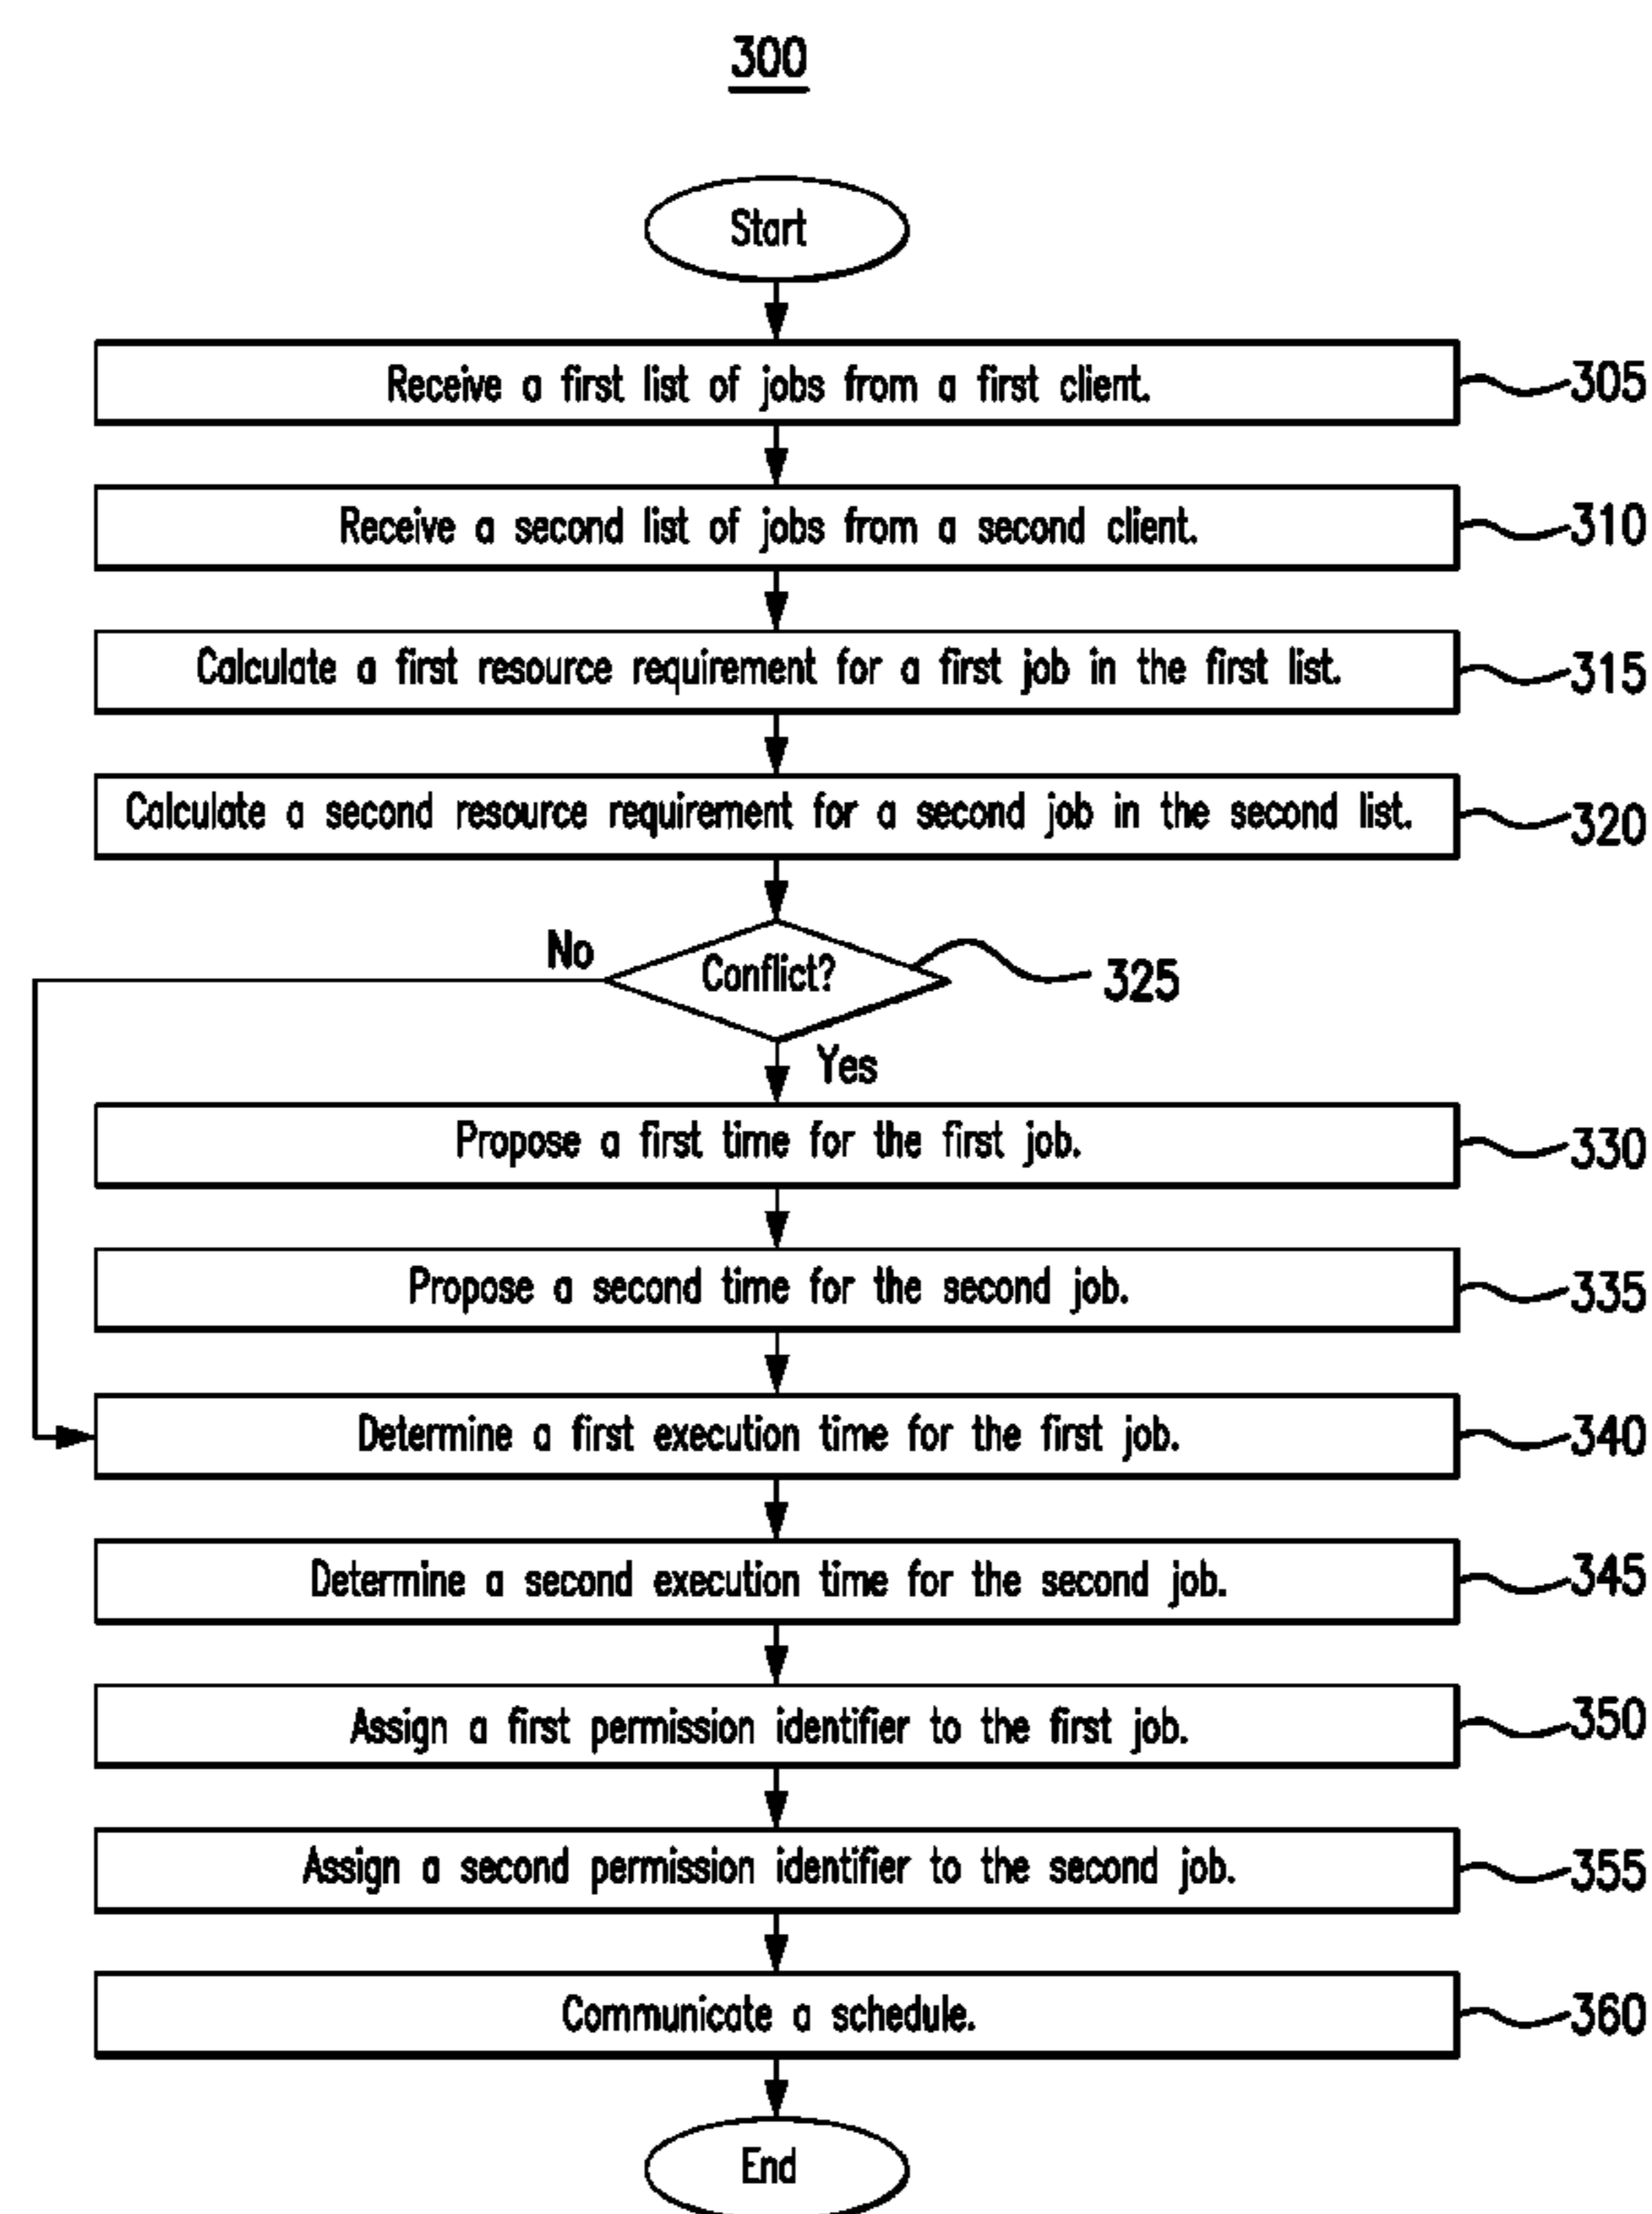 300
Start
Receive a first list of jobs from a first client.
305
Receive a second list of jobs from a second client.
310
Calculate a first resource requirement for a first job in the first list.
315
Calculate a second resource requirement for a second job in the second list.
320
No
Conflict?
325
Yes
Propose a first time for the first job.
330
Propose a second time for the second job.
335
Determine a first execution time for the first job.
340
Determine a second execution time for the second job.
345
Assign a first permission identifier to the first job.
350
Assign a second permission identifier to the second job.
355
Communicate a schedule.
360
End